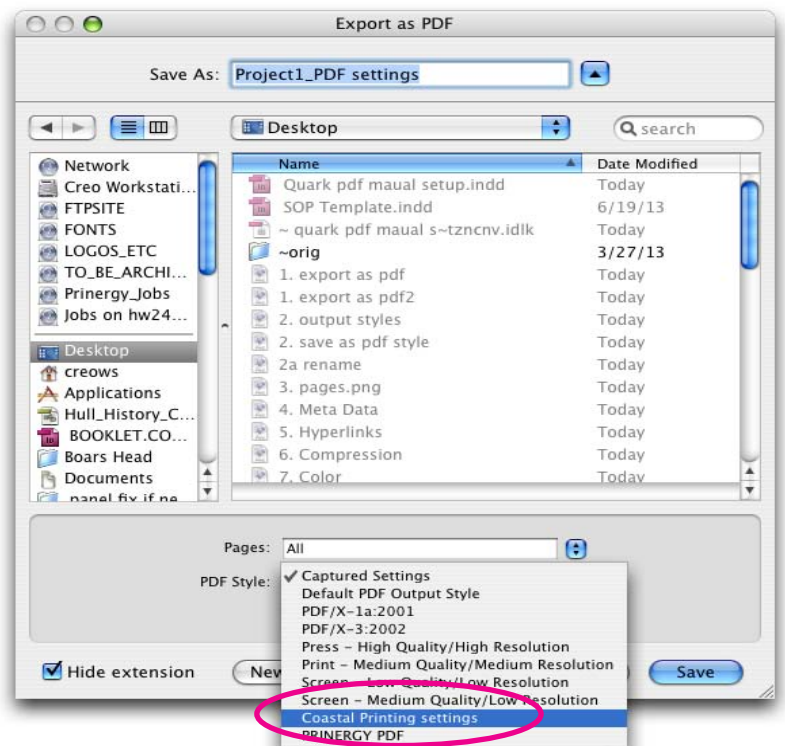 Export as PDF
Save As: Project1_PDF settings
Desktop
search
Network
Creo Workstati...
FTPSITE
FONTS
LOGOS_ETC
TO_BE_ARCHI...
Prinergy_Jobs
Jobs on hw24...
Desktop
creows
Applications
Hull_History_C...
BOOKLET.CO...
Boars Head
Documents
panel fix if ne
Name Date Modified
Quark pdf maual setup.indd Today
SOP Template.indd 6/19/13
~ quark pdf maual s~tzncnv.idlk Today
~orig 3/27/13
1. export as pdf Today
1. export as pdf2 Today
2. output styles Today
2. save as pdf style Today
2a rename Today
3. pages.png Today
4. Meta Data Today
5. Hyperlinks Today
6. Compression Today
7. Color Today
Pages: All
PDF Style: Captured Settings
Default PDF Output Style
PDF/X-1a:2001
PDF/X-3:2002
Press - High Quality/High Resolution
Print - Medium Quality/Medium Resolution
Screen - Low Quality/Low Resolution
Screen - Medium Quality/Low Resolution
Coastal Printing settings
PRINERGY PDF
Hide extension
Save